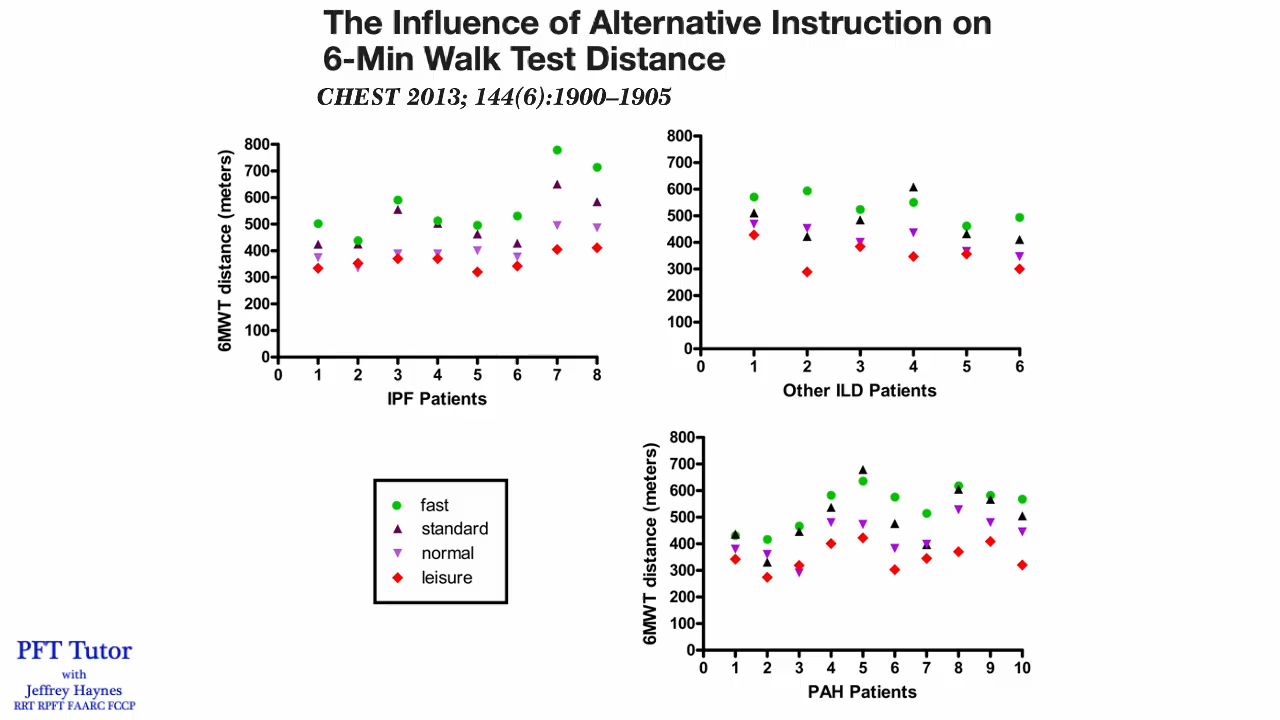 The Influence of Alternative Instruction on
6-Min Walk Test Distance
CHEST 2013; 144(6):1900–1905
6MWT distance (meters)
800
700
600
500
400
300
200
100
0
0 1 2 3 4 5 6 7 8
IPF Patients
800
700
600
500
400
300
200
100
0
0 1 2 3 4 5 6
Other ILD Patients
fast
standard
normal
leisure
6MWT distance (meters)
800
700
600
500
400
300
200
100
0
0 1 2 3 4 5 6 7 8 9 10
PAH Patients
PFT Tutor
with
Jeffrey Haynes
RRT RPFT FAARC FCCP